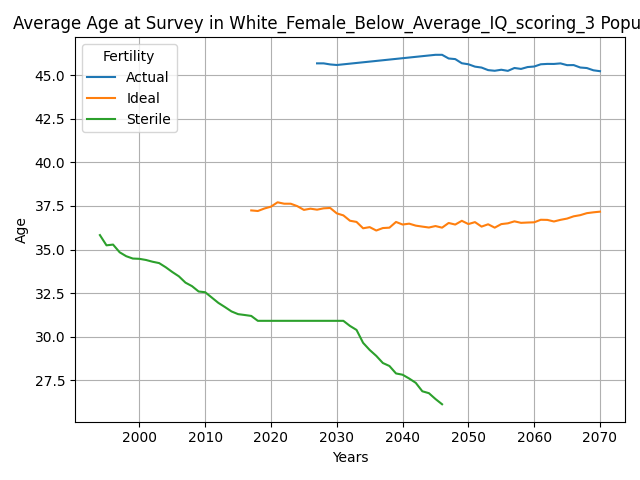 Average Age at Survey in White_Female_Below_Average_IQ_scoring_3 Popu
Fertility
Actual
Ideal
Sterile
45.0
42.5
40.0
37.5
35.0
32.5
30.0
27.5
Age
2000 2010 2020 2030 2040 2050 2060 2070
Years